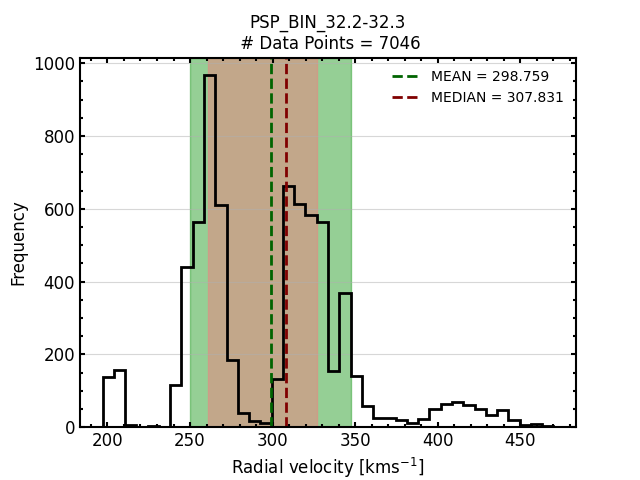 PSP_BIN_32.2-32.3
# Data Points = 7046
MEAN = 298.759
MEDIAN = 307.831
Frequency
1000
800
600
400
200
0
200 250 300 350 400 450
Radial velocity [kms⁻¹]